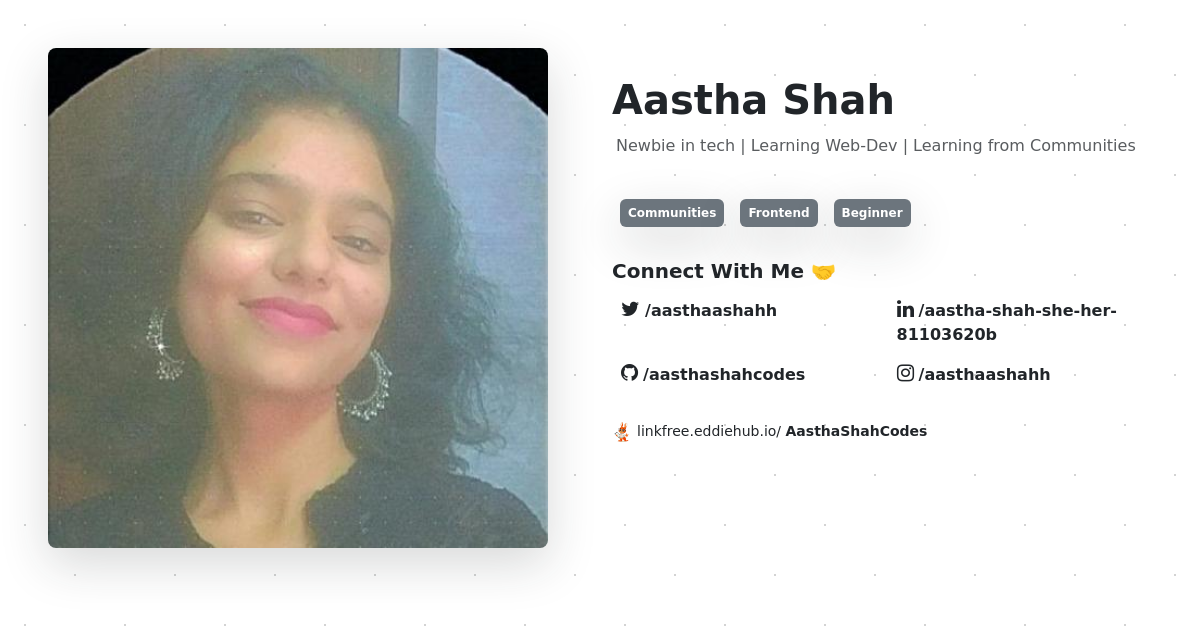 Aastha Shah
Newbie in tech | Learning Web-Dev | Learning from Communities
Communities Frontend Beginner
Connect With Me 🤝
/aasthaashahh
/aastha-shah-she-her-
81103620b
/aasthashahcodes
/aasthaashahh
linkfree.eddiehub.io/ AasthaShahCodes